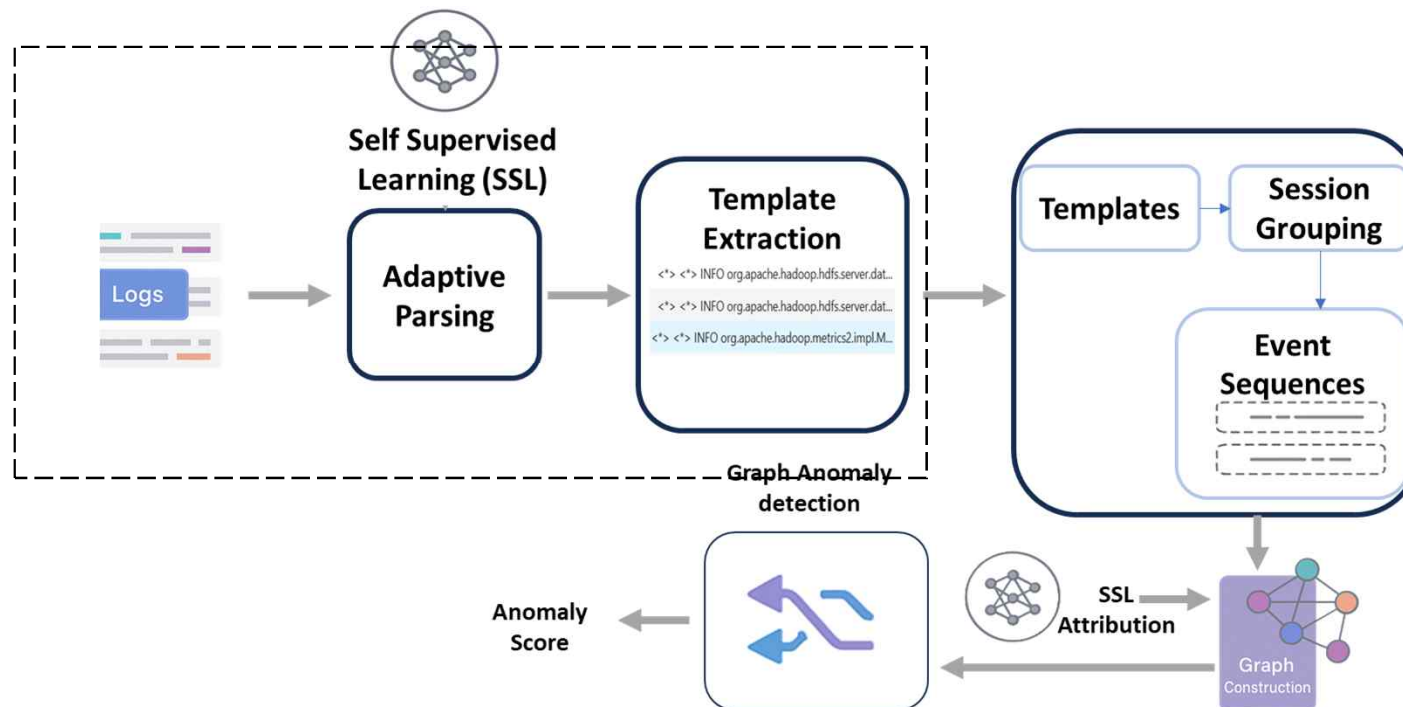 Self Supervised
Learning (SSL)
Logs
Adaptive
Parsing
Template
Extraction
<*> <*> INFO org.apache.hadoop.hdfs.server.dat...
<*> <*> INFO org.apache.hadoop.hdfs.server.dat...
<*> <*> INFO org.apache.hadoop.metrics2.impl.M...
Templates
Session
Grouping
Event
Sequences
Graph Anomaly
detection
Anomaly
Score
SSL
Attribution
Graph
Construction